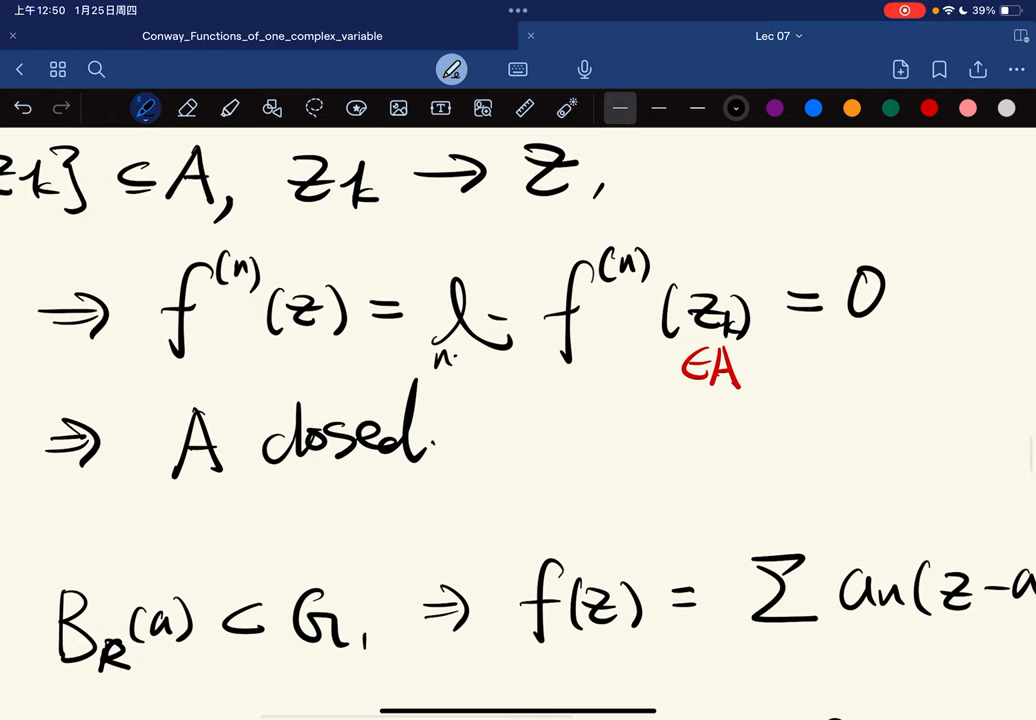 上午12:50 1月25日周四
39%
Conway_Functions_of_one_complex_variable
Lec 07
zk} ⊆ A, zk → z,
⇒ f^(n)(z) = lim f^(n)(zk) = 0
n
∈A
⇒ A closed.
B_R(a) ⊂ G, ⇒ f(z) = Σ an(z-a